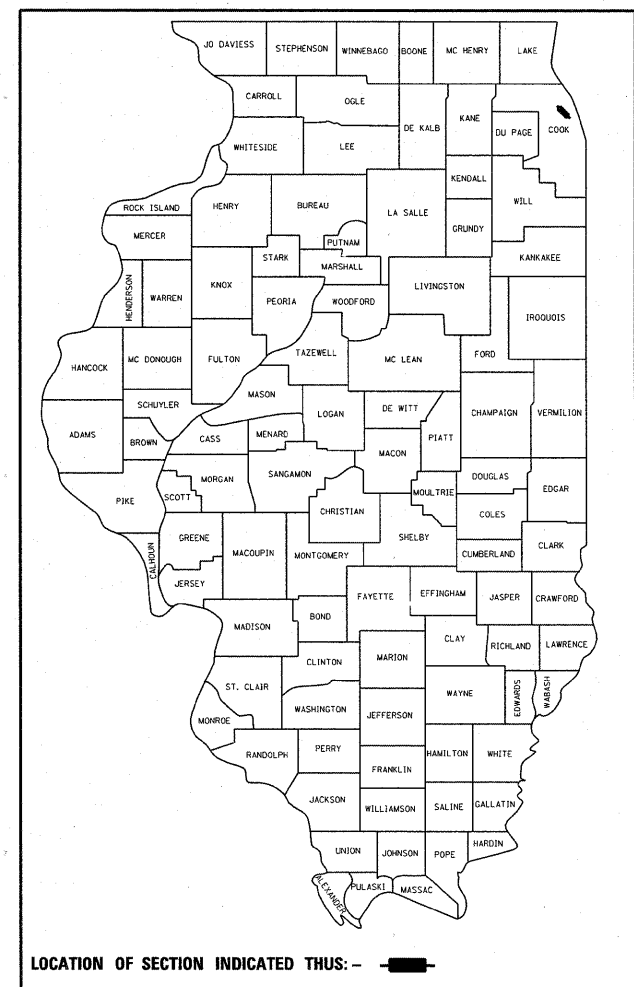 JO DAVIESS
STEPHENSON
WINNEBAGO
BOONE
MC HENRY
LAKE
CARROLL
OGLE
DE KALB
KANE
COOK
DU PAGE
WHITESIDE
LEE
KENDALL
WILL
ROCK ISLAND
HENRY
BUREAU
LA SALLE
GRUNDY
MERCER
PUTNAM
KANKAKEE
STARK
MARSHALL
HENDERSON
WARREN
KNOX
PEORIA
WOODFORD
LIVINGSTON
IROQUOIS
HANCOCK
MC DONOUGH
FULTON
TAZEWELL
MC LEAN
FORD
SCHUYLER
MASON
LOGAN
DE WITT
CHAMPAIGN
VERMILION
ADAMS
BROWN
CASS
MENARD
PIATT
MACON
PIKE
SCOTT
MORGAN
SANGAMON
CHRISTIAN
MOULTRIE
DOUGLAS
EDGAR
COLES
CALHOUN
GREENE
MACOUPIN
MONTGOMERY
SHELBY
CUMBERLAND
CLARK
JERSEY
FAYETTE
EFFINGHAM
JASPER
CRAWFORD
MADISON
BOND
CLAY
RICHLAND
LAWRENCE
CLINTON
MARION
ST. CLAIR
WAYNE
EDWARDS
WABASH
WASHINGTON
JEFFERSON
MONROE
RANDOLPH
PERRY
HAMILTON
WHITE
FRANKLIN
JACKSON
WILLIAMSON
SALINE
GALLATIN
UNION
JOHNSON
POPE
HARDIN
ALEXANDER
PULASKI
MASSAC
LOCATION OF SECTION INDICATED THUS: -